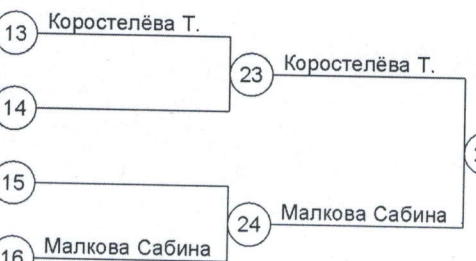 13 Коростелёва Т.
23 Коростелёва Т.
14
15
24 Малкова Сабина
16 Малкова Сабина